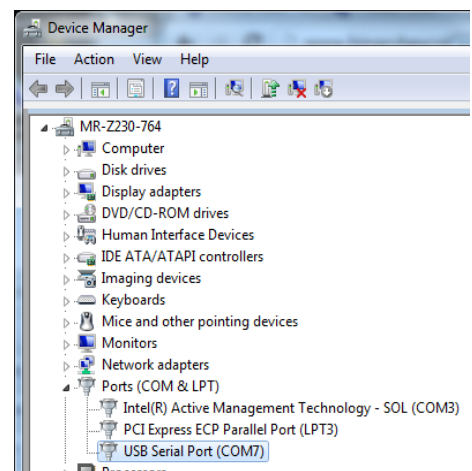 Device Manager
File Action View Help
MR-Z230-764
Computer
Disk drives
Display adapters
DVD/CD-ROM drives
Human Interface Devices
IDE ATA/ATAPI controllers
Imaging devices
Keyboards
Mice and other pointing devices
Monitors
Network adapters
Ports (COM & LPT)
Intel(R) Active Management Technology - SOL (COM3)
PCI Express ECP Parallel Port (LPT3)
USB Serial Port (COM7)